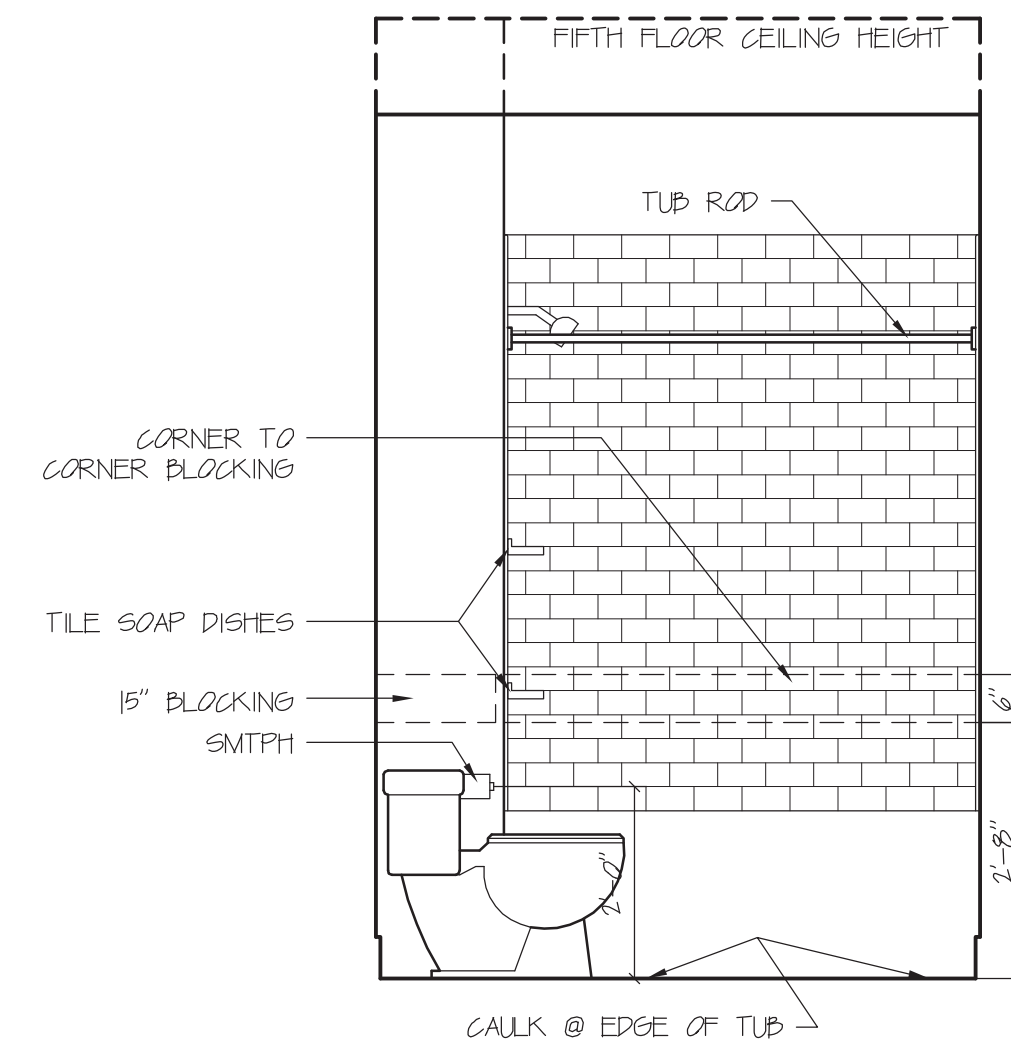 FIFTH FLOOR CEILING HEIGHT
TUB ROD
CORNER TO
CORNER BLOCKING
TILE SOAP DISHES
15" BLOCKING
6"
SMTPH
2'-0"
2'-8"
CAULK @ EDGE OF TUB